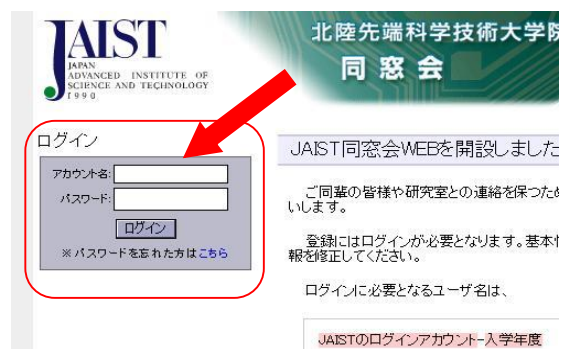 JAIST
JAPAN
ADVANCED INSTITUTE OF
SCIENCE AND TECHNOLOGY
1990
北陸先端科学技術大学院
同窓会
ログイン
アカウント名:
パスワード:
ログイン
※パスワードを忘れた方はこちら
JAIST同窓会WEBを開設しました
ご同輩の皆様や研究室との連絡を保つため
いします。
登録にはログインが必要となります。基本情
報を修正してください。
ログインに必要となるユーザ名は、
JAISTのログインアカウント-入学年度